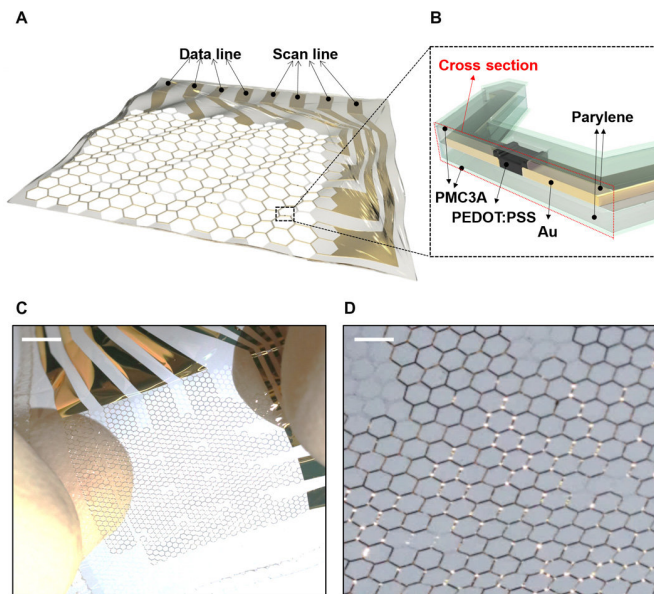 A
B
Data line
Scan line
Cross section
Parylene
PMC3A
PEDOT:PSS
Au
C
D